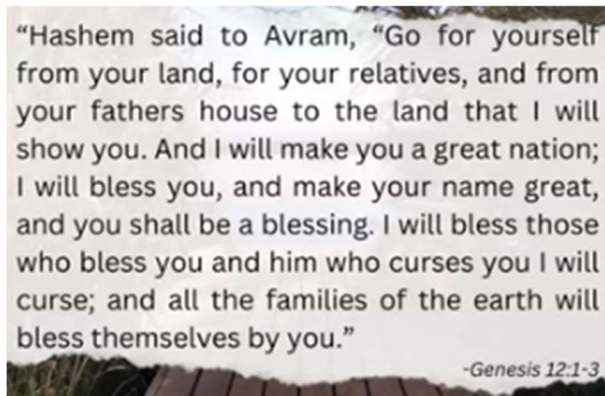 “Hashem said to Avram, “Go for yourself
from your land, for your relatives, and from
your fathers house to the land that I will
show you. And I will make you a great nation;
I will bless you, and make your name great,
and you shall be a blessing. I will bless those
who bless you and him who curses you I will
curse; and all the families of the earth will
bless themselves by you.”
-Genesis 12:1-3